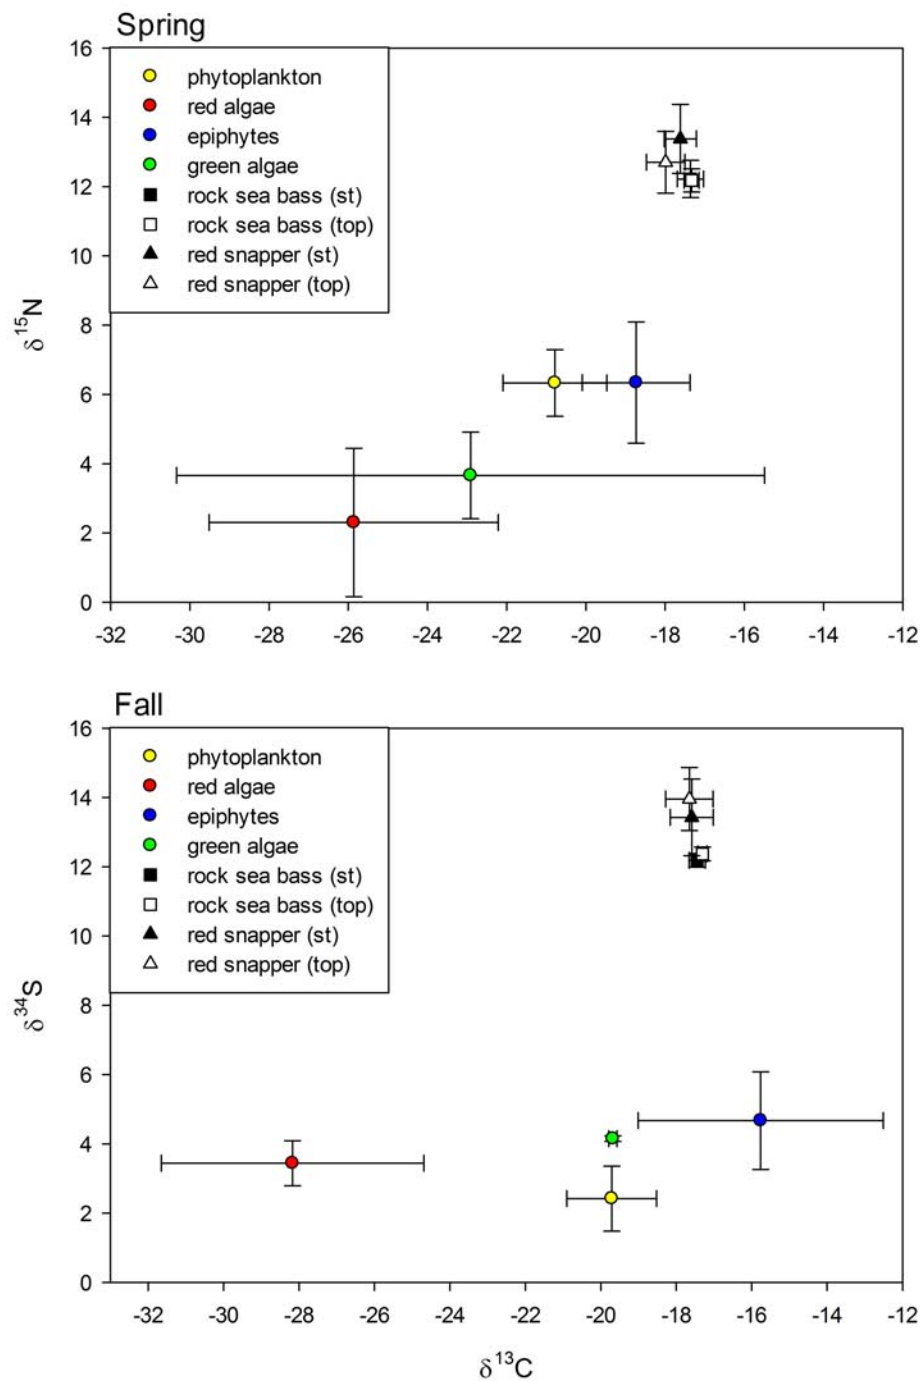 Spring
16
14
12
10
8
6
4
2
0
δ15N
phytoplankton
red algae
epiphytes
green algae
rock sea bass (st)
rock sea bass (top)
red snapper (st)
red snapper (top)
-32 -30 -28 -26 -24 -22 -20 -18 -16 -14 -12
Fall
16
14
12
10
8
6
4
2
0
δ34S
phytoplankton
red algae
epiphytes
green algae
rock sea bass (st)
rock sea bass (top)
red snapper (st)
red snapper (top)
-32 -30 -28 -26 -24 -22 -20 -18 -16 -14 -12
δ13C